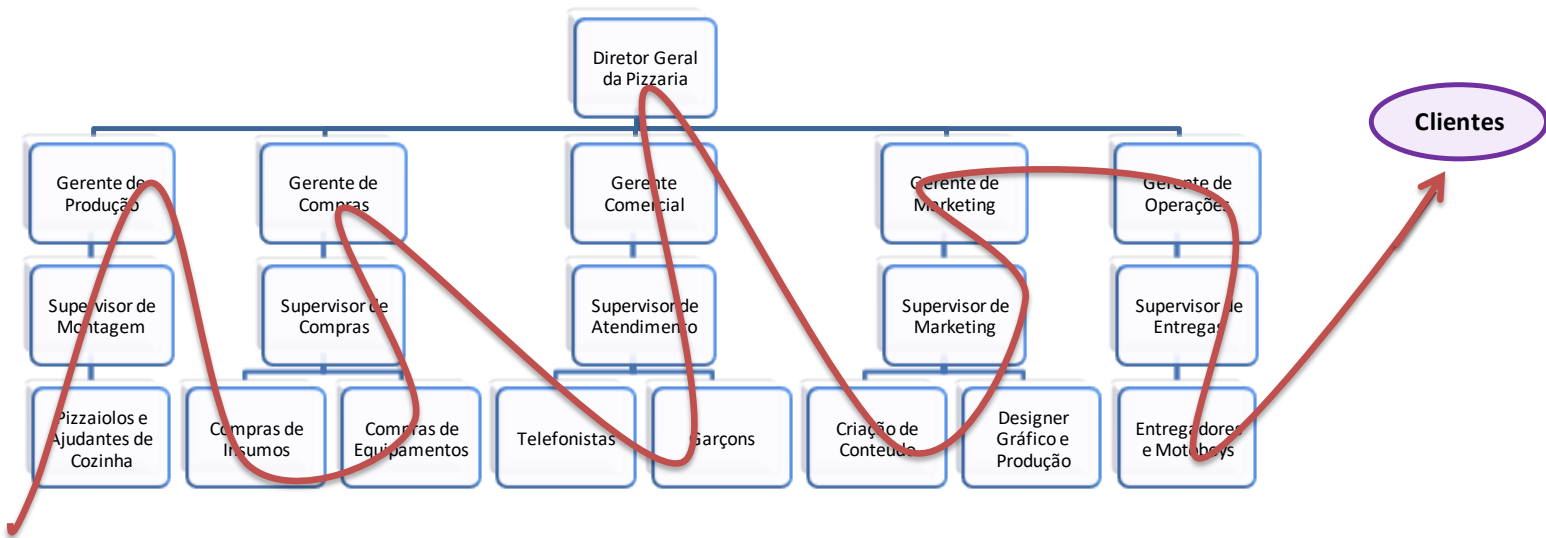 Diretor Geral
da Pizzaria
Clientes
Gerente de
Produção
Gerente de
Compras
Gerente
Comercial
Gerente de
Marketing
Gerente de
Operações
Supervisor de
Montagem
Supervisor de
Compras
Supervisor de
Atendimento
Supervisor de
Marketing
Supervisor de
Entregas
Pizzaiolos e
Ajudantes de
Cozinha
Compras de
Insumos
Compras de
Equipamentos
Telefonistas
Garçons
Criação de
Conteúdo
Designer
Gráfico e
Produção
Entregadores
e Motoboys